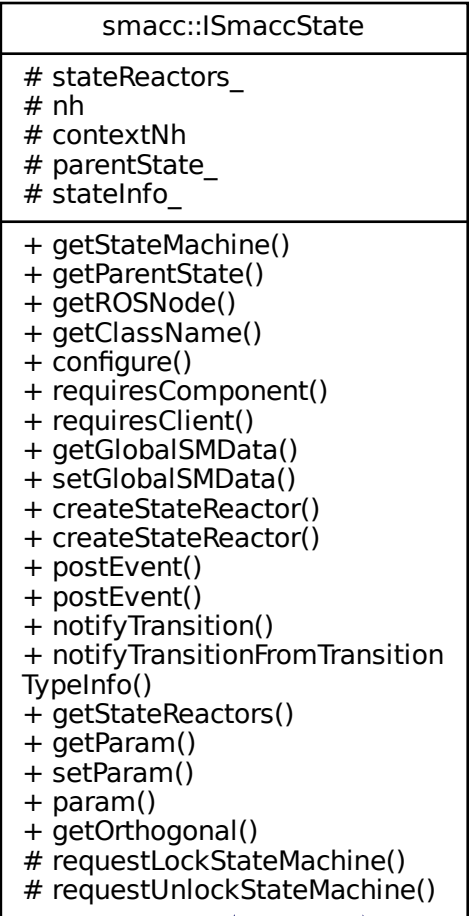 smacc::ISmaccState
# stateReactors_
# nh
# contextNh
# parentState_
# stateInfo_
+ getStateMachine()
+ getParentState()
+ getROSNode()
+ getClassName()
+ configure()
+ requiresComponent()
+ requiresClient()
+ getGlobalSMData()
+ setGlobalSMData()
+ createStateReactor()
+ createStateReactor()
+ postEvent()
+ postEvent()
+ notifyTransition()
+ notifyTransitionFromTransition
TypeInfo()
+ getStateReactors()
+ getParam()
+ setParam()
+ param()
+ getOrthogonal()
# requestLockStateMachine()
# requestUnlockStateMachine()